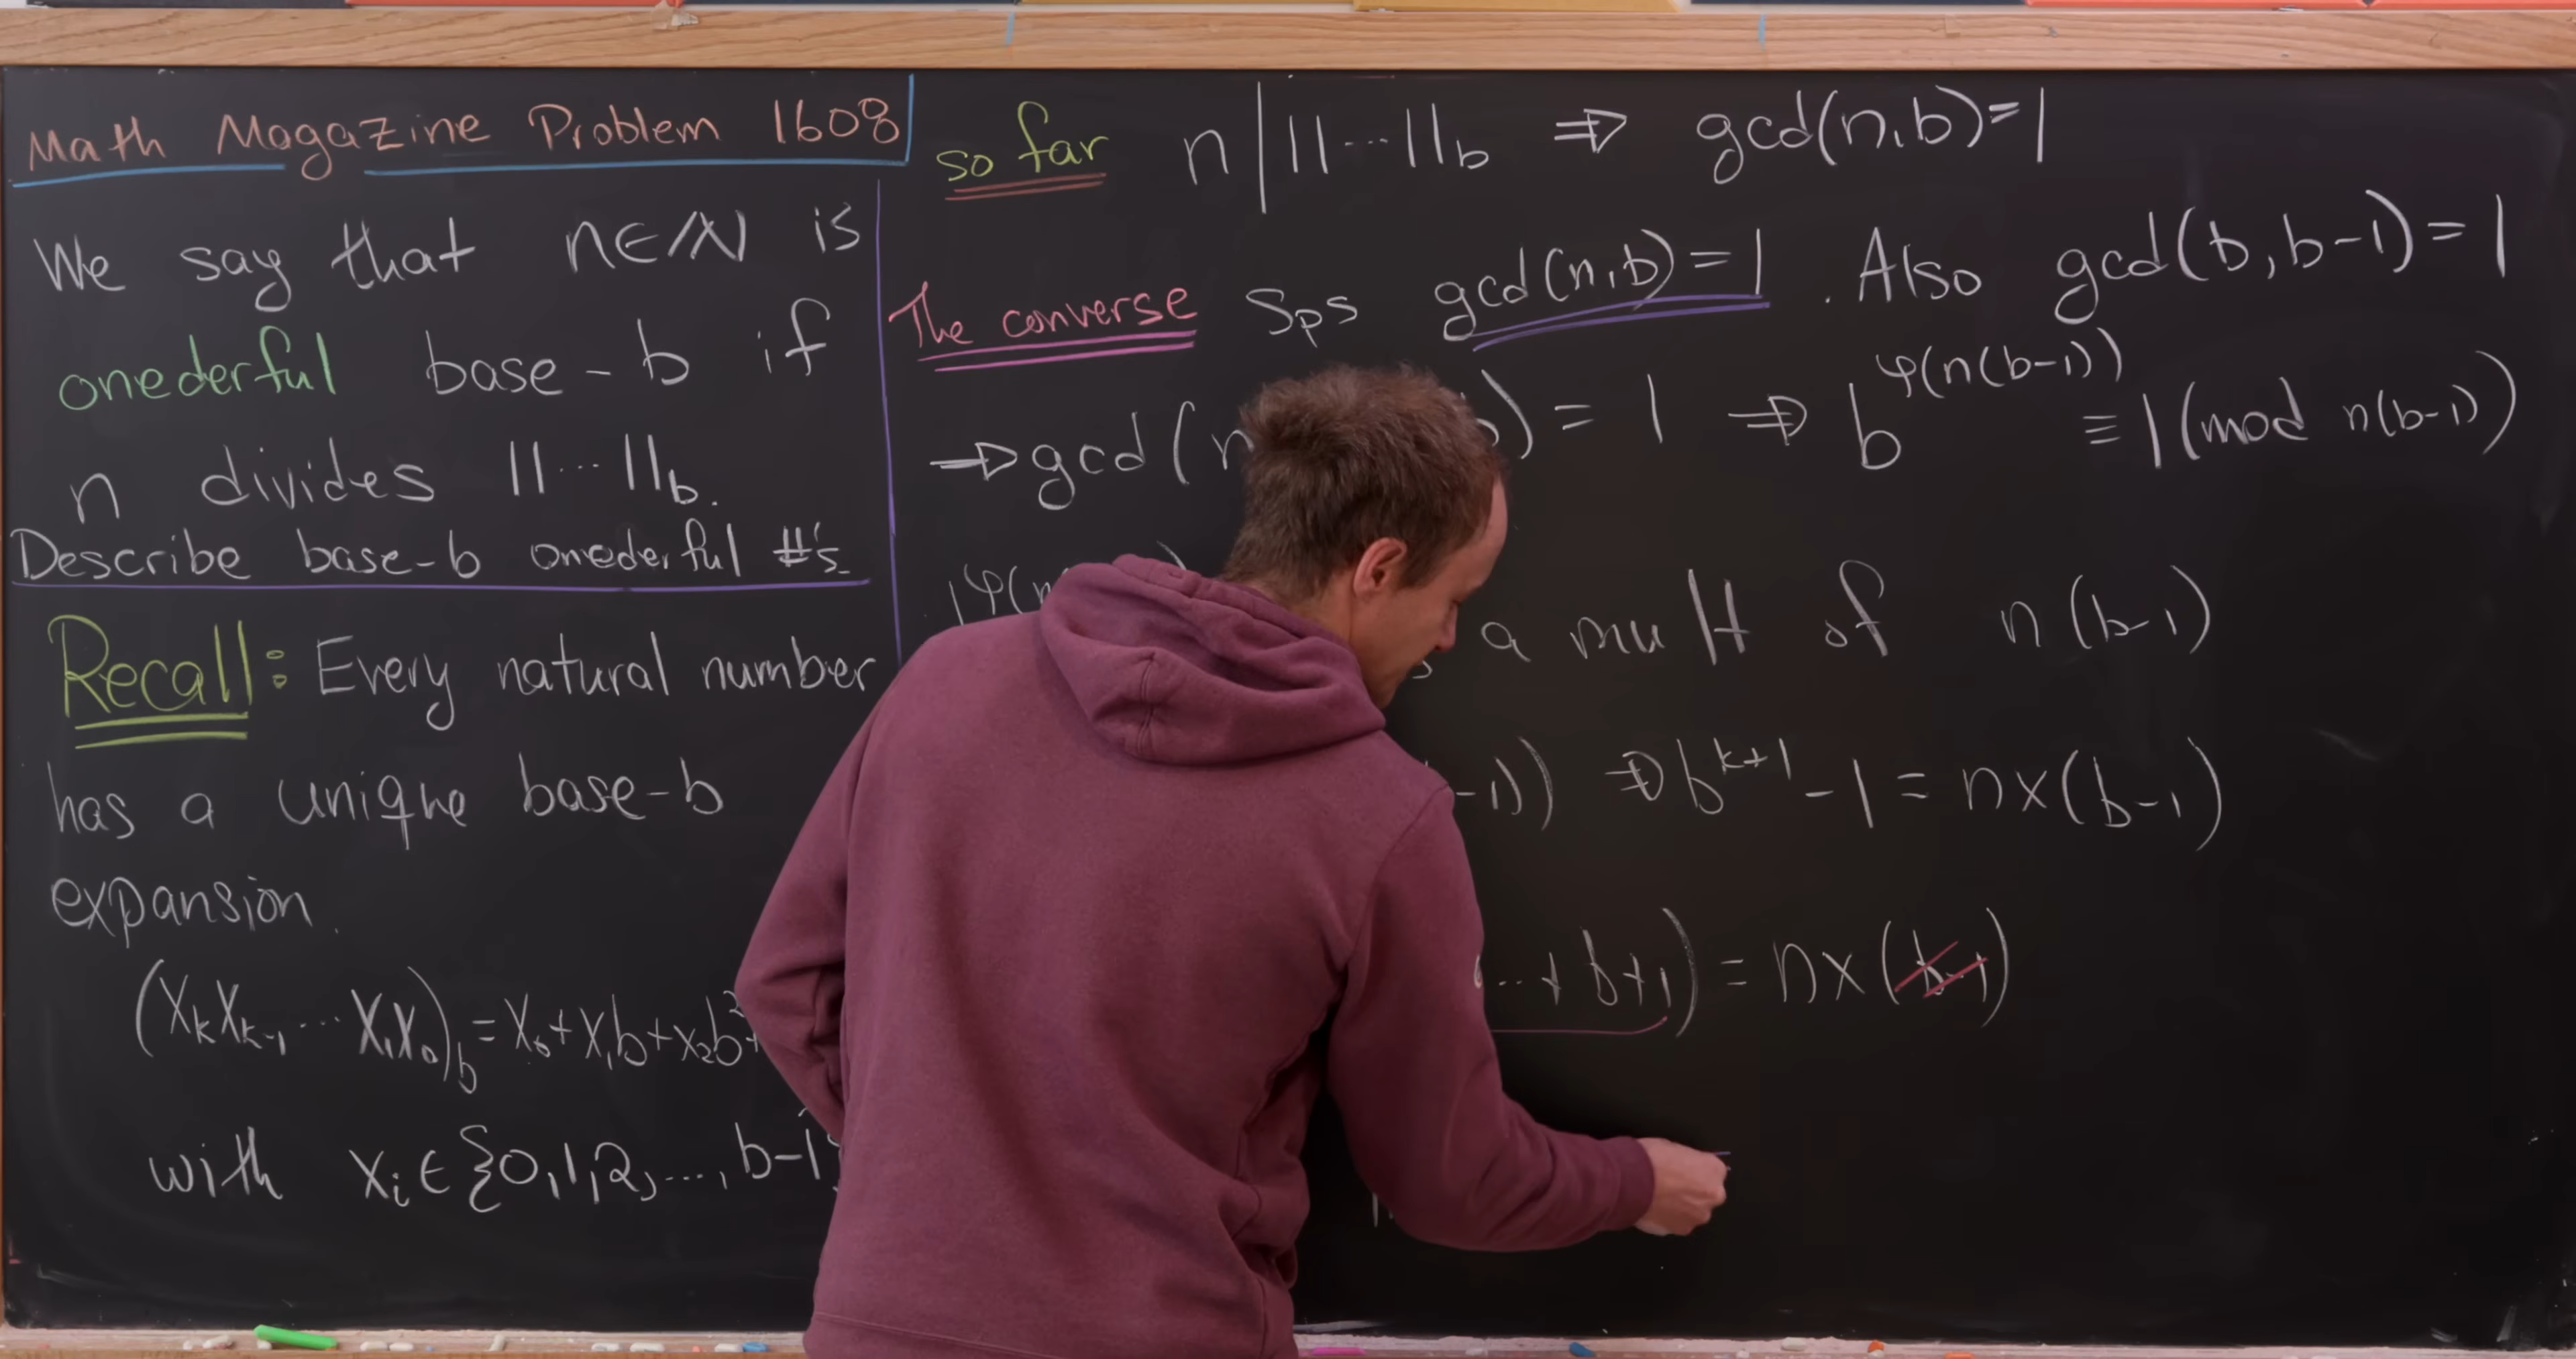 Math Magazine Problem 1608
We say that n∈ℕ is
onederful base-b if
n divides 11⋯11_b.
Describe base-b onederful #'s
Recall: Every natural number
has a unique base-b
expansion.
(x_k x_{k-1} ⋯ x_1 x_0)_b = x_0 + x_1b + x_2b^2 +
with x_i ∈ {0,1,2,...,b-1}
so far n | 11⋯11_b ⇒ gcd(n,b)=1
The converse Sps gcd(n,b)=1. Also gcd(b,b-1)=1
⇒ gcd(n ) = 1 ⇒ b^{φ(n(b-1))} ≡ 1 (mod n(b-1))
φ(n a mult of n(b-1)
-1)) ⇒ b^{k+1} - 1 = nx(b-1)
⋯ + b+1) = nx(b-1)